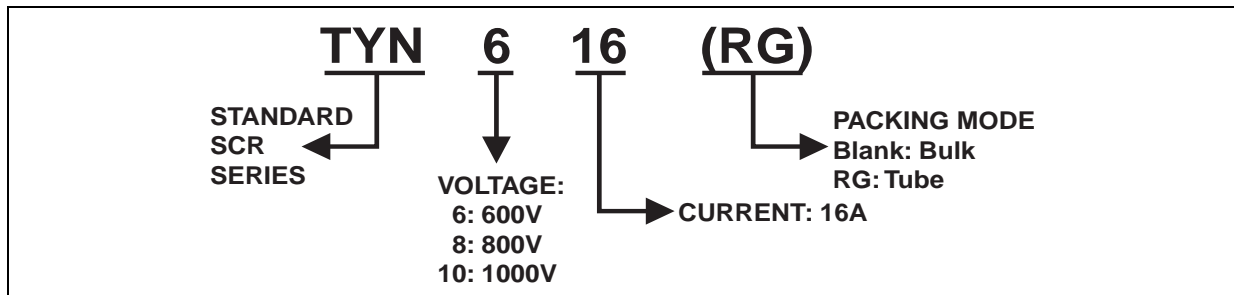 TYN 6 16 (RG)
STANDARD
SCR
SERIES
VOLTAGE:
6: 600V
8: 800V
10: 1000V
CURRENT: 16A
PACKING MODE
Blank: Bulk
RG: Tube